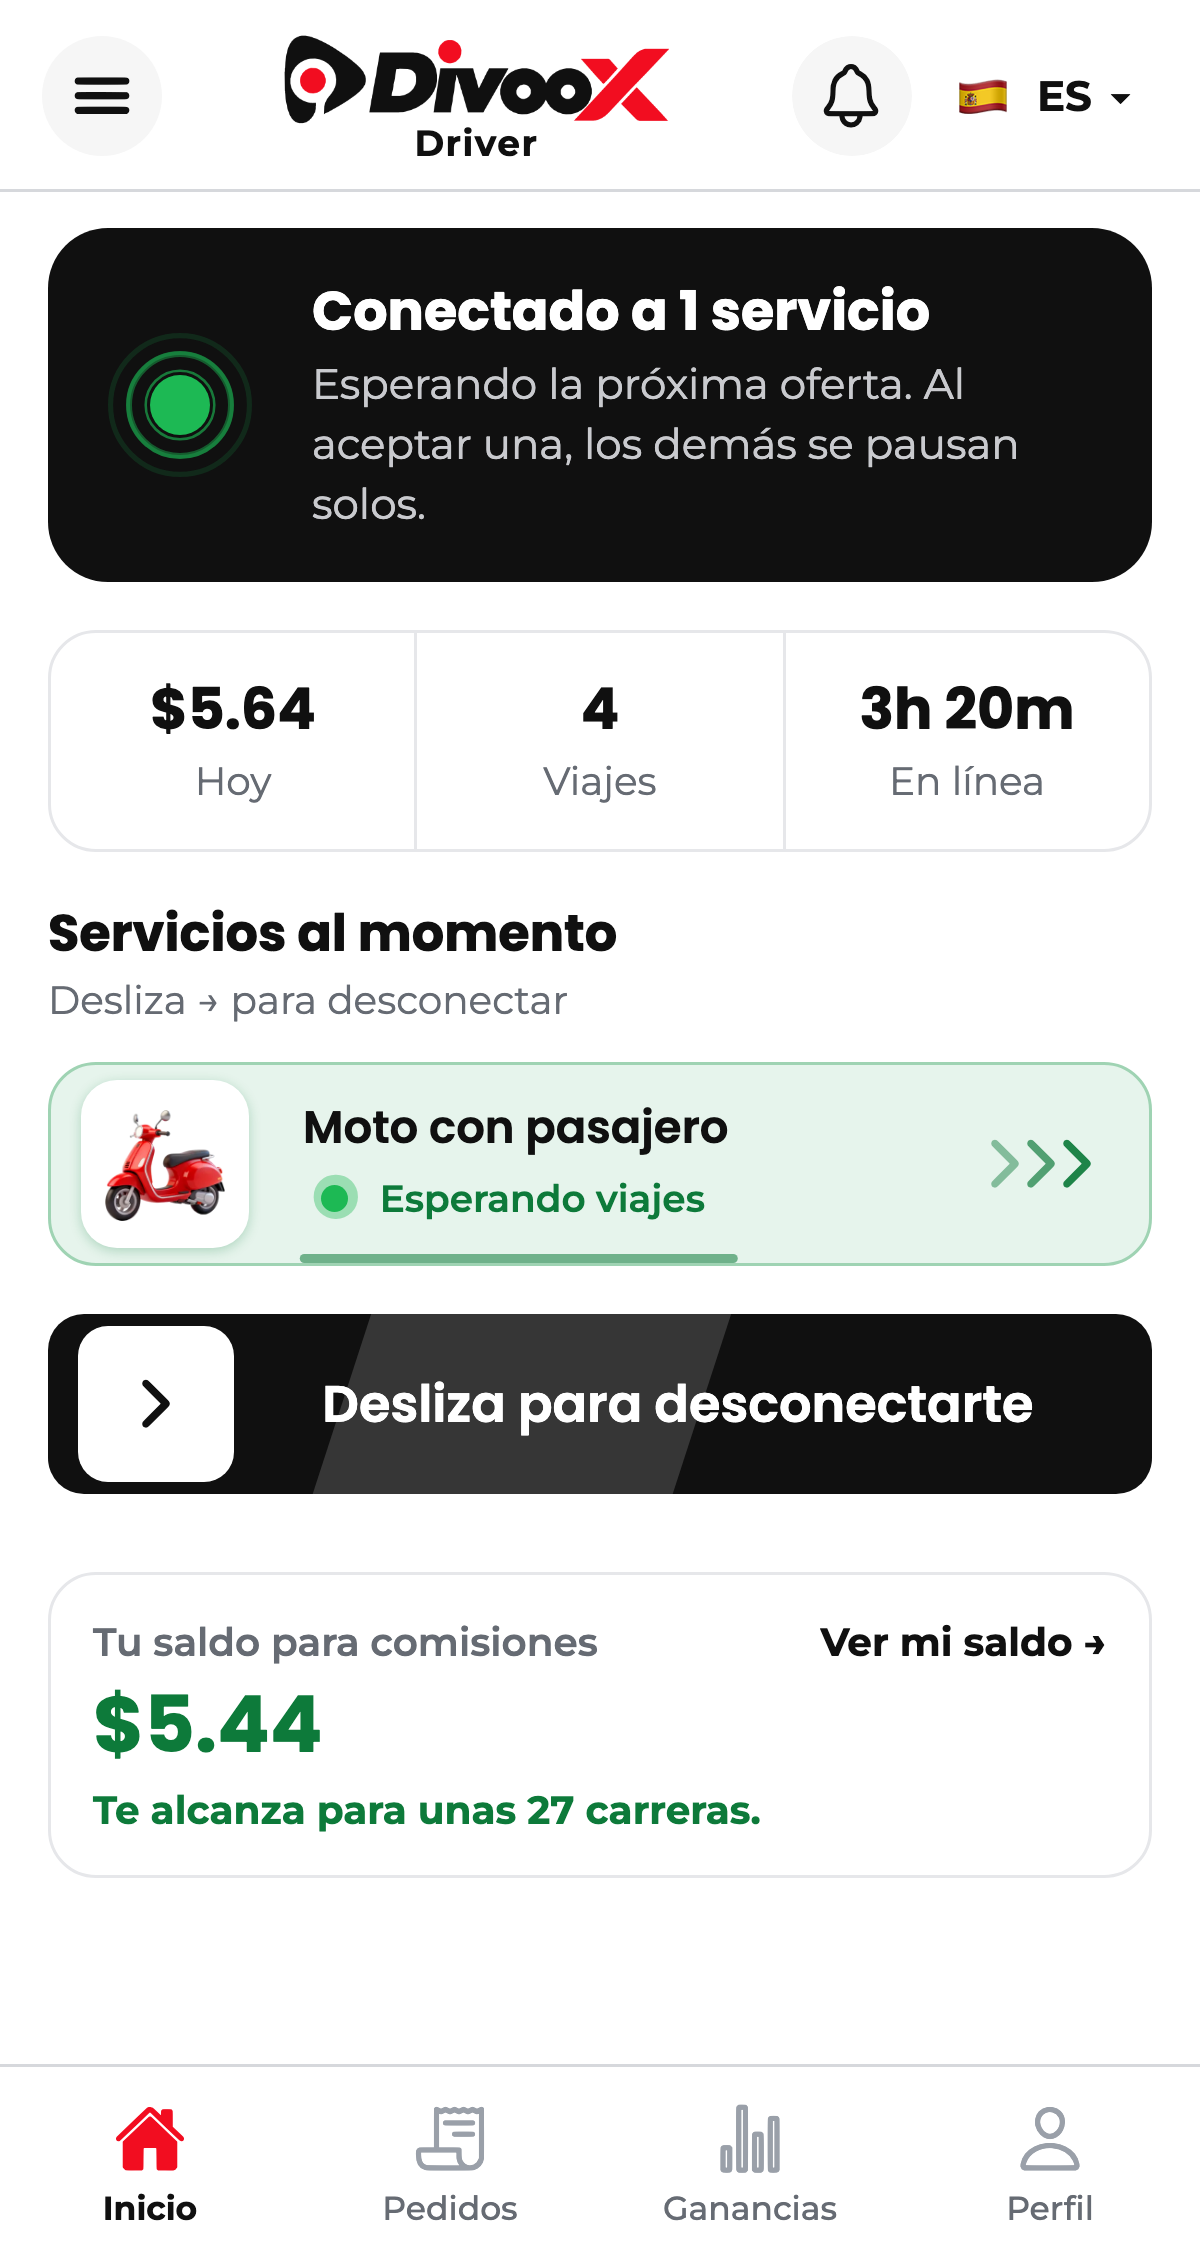 DivooX
Driver
ES
Conectado a 1 servicio
Esperando la próxima oferta. Al
aceptar una, los demás se pausan
solos.
$5.64
Hoy
4
Viajes
3h 20m
En línea
Servicios al momento
Desliza → para desconectar
Moto con pasajero
Esperando viajes
Desliza para desconectarte
Tu saldo para comisiones
Ver mi saldo →
$5.44
Te alcanza para unas 27 carreras.
Inicio
Pedidos
Ganancias
Perfil